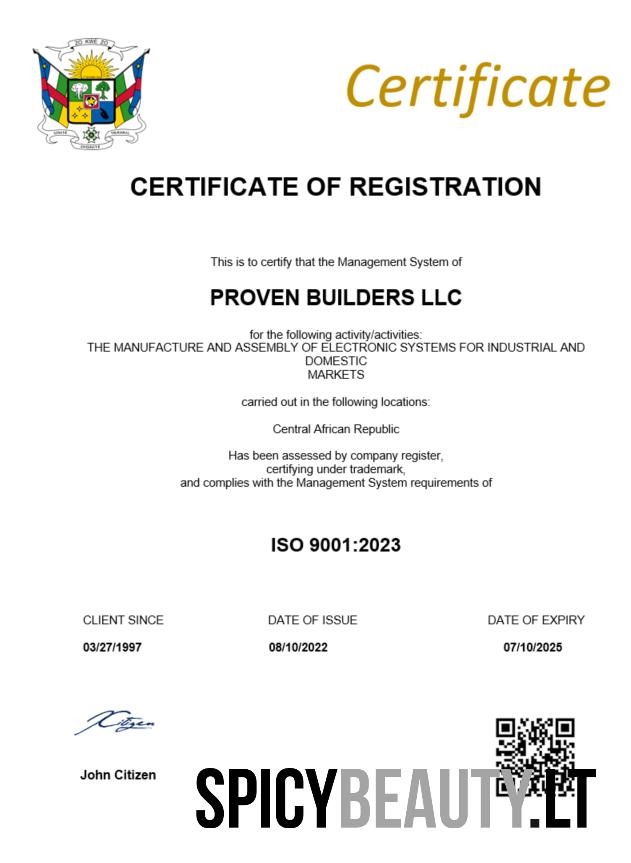 ZO KWE ZO
Certificate
UNITÉ
DIGNITÉ
TRAVAIL
CERTIFICATE OF REGISTRATION
This is to certify that the Management System of
PROVEN BUILDERS LLC
for the following activity/activities:
THE MANUFACTURE AND ASSEMBLY OF ELECTRONIC SYSTEMS FOR INDUSTRIAL AND
DOMESTIC
MARKETS
carried out in the following locations:
Central African Republic
Has been assessed by company register,
certifying under trademark,
and complies with the Management System requirements of
ISO 9001:2023
CLIENT SINCE DATE OF ISSUE DATE OF EXPIRY
03/27/1997 08/10/2022 07/10/2025
Citizen
John Citizen
SPICYBEAUTY.LT